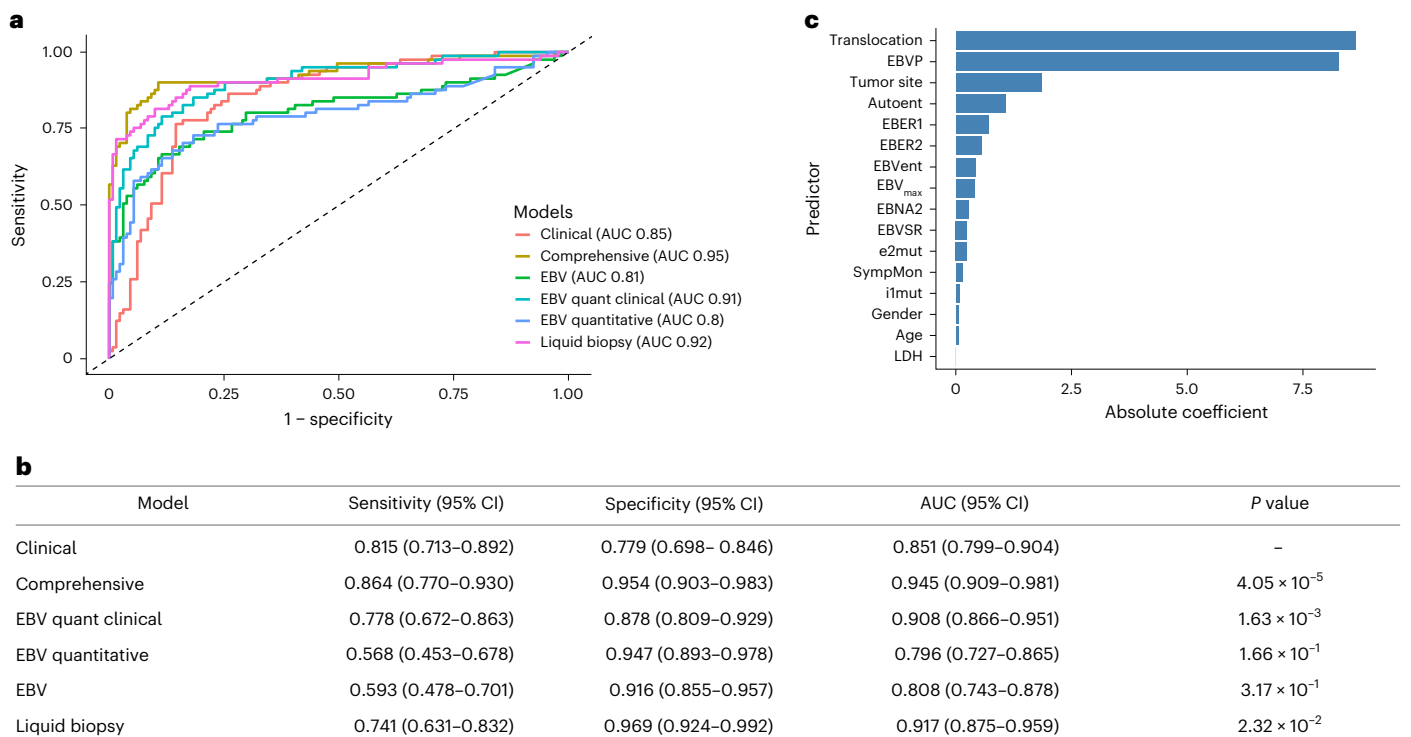 a
1.00
0.75
0.50
0.25
0
Sensitivity
0
0.25
0.50
0.75
1.00
1 – specificity
Models
Clinical (AUC 0.85)
Comprehensive (AUC 0.95)
EBV (AUC 0.81)
EBV quant clinical (AUC 0.91)
EBV quantitative (AUC 0.8)
Liquid biopsy (AUC 0.92)
c
Predictor
Translocation
EBVP
Tumor site
Autoent
EBER1
EBER2
EBVent
EBVmax
EBNA2
EBVSR
e2mut
SympMon
i1mut
Gender
Age
LDH
0
2.5
5.0
7.5
Absolute coefficient
b
Model Sensitivity (95% CI) Specificity (95% CI) AUC (95% CI) P value
Clinical 0.815 (0.713–0.892) 0.779 (0.698– 0.846) 0.851 (0.799–0.904) –
Comprehensive 0.864 (0.770–0.930) 0.954 (0.903–0.983) 0.945 (0.909–0.981) 4.05 × 10⁻⁵
EBV quant clinical 0.778 (0.672–0.863) 0.878 (0.809–0.929) 0.908 (0.866–0.951) 1.63 × 10⁻³
EBV quantitative 0.568 (0.453–0.678) 0.947 (0.893–0.978) 0.796 (0.727–0.865) 1.66 × 10⁻¹
EBV 0.593 (0.478–0.701) 0.916 (0.855–0.957) 0.808 (0.743–0.878) 3.17 × 10⁻¹
Liquid biopsy 0.741 (0.631–0.832) 0.969 (0.924–0.992) 0.917 (0.875–0.959) 2.32 × 10⁻²